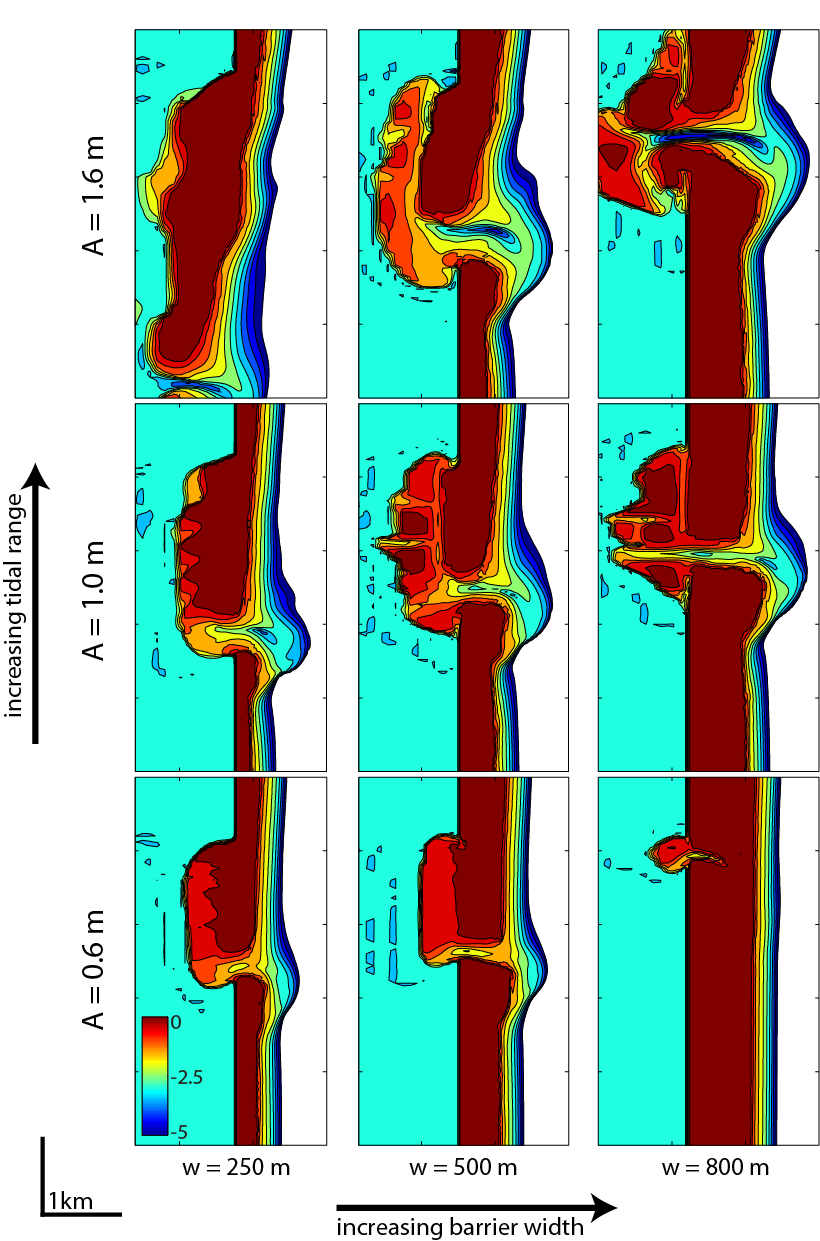 A = 1.6 m
increasing tidal range
A = 1.0 m
A = 0.6 m
0
-2.5
-5
w = 250 m
w = 500 m
w = 800 m
1km
increasing barrier width